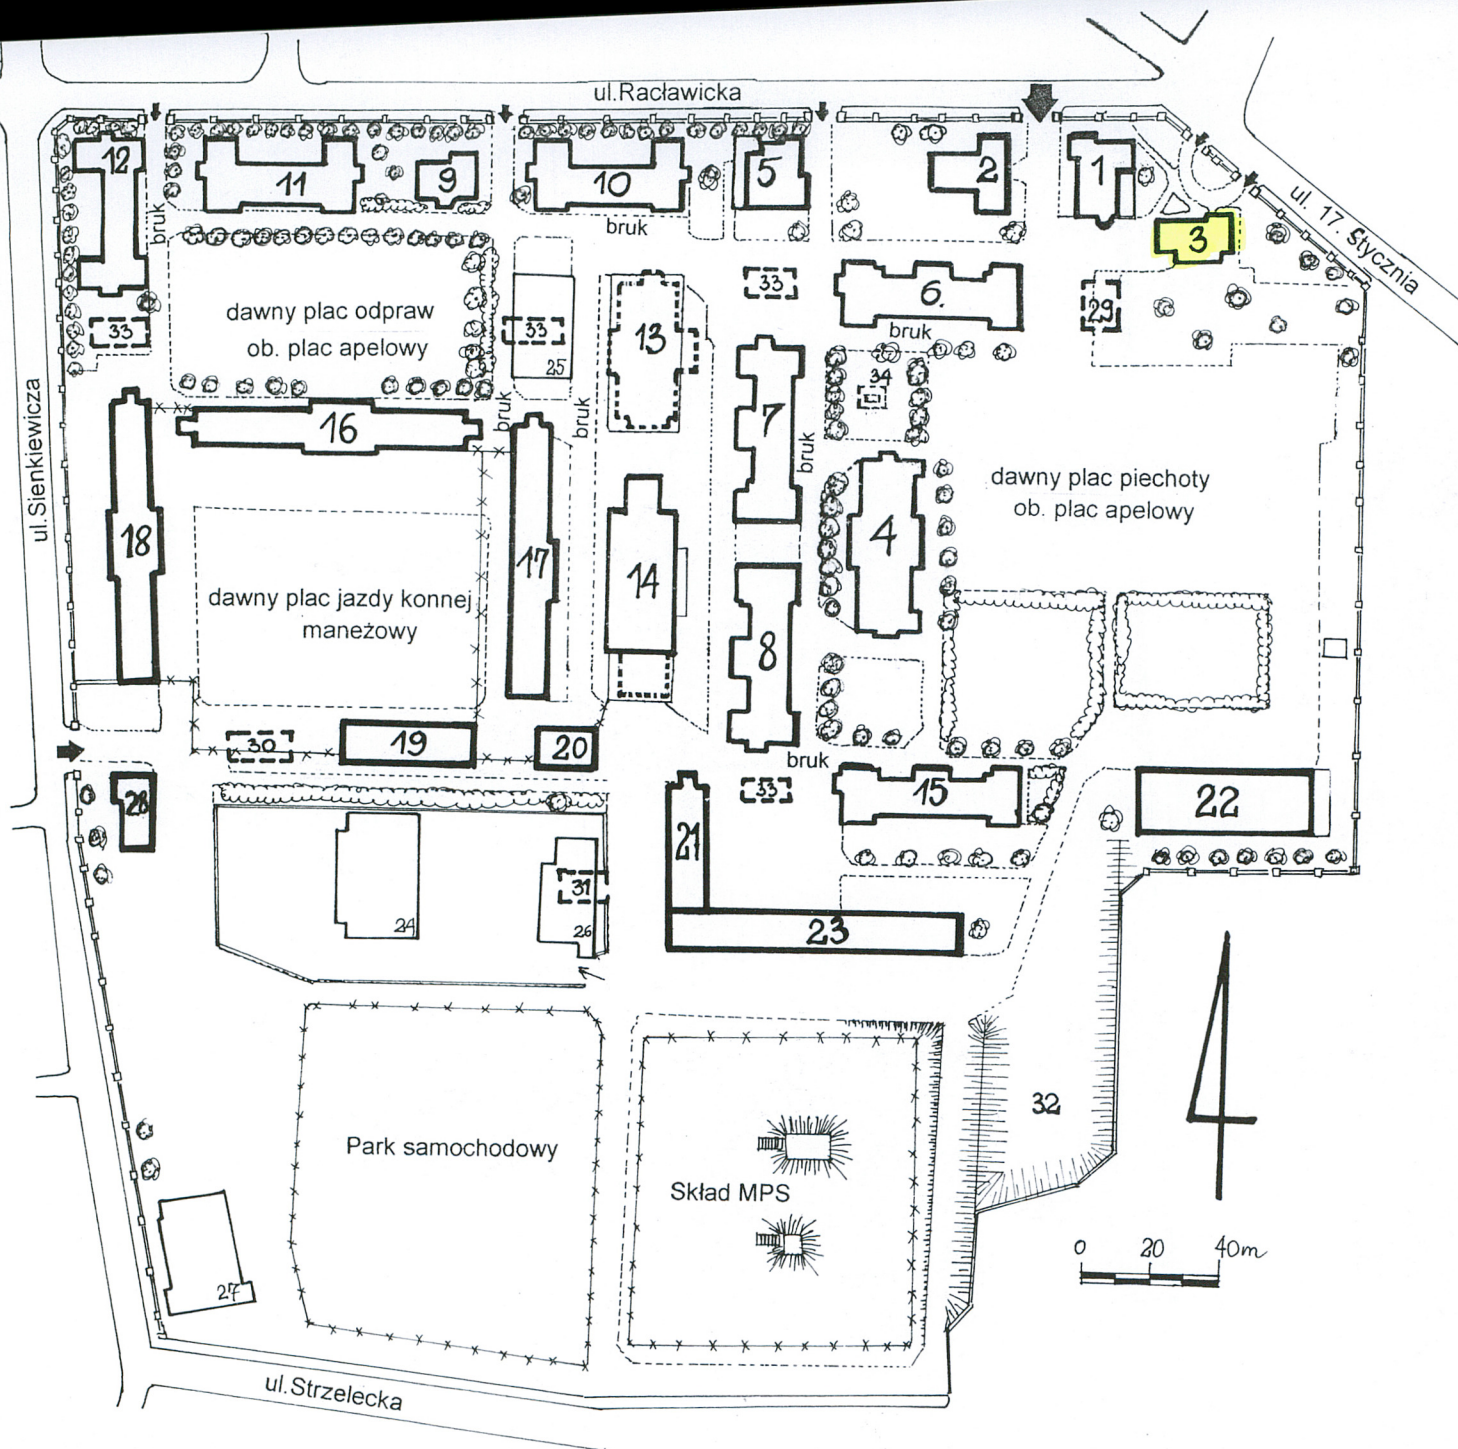 ul.Racławicka
12
11
9
10
5
2
1
ul. 17. Stycznia
3
bruk
bruk
dawny plac odpraw
ob. plac apelowy
33
33
25
13
33
6.
bruk
29
34
ul.Sienkiewicza
16
bruk
bruk
7
bruk
dawny plac piechoty
ob. plac apelowy
18
17
14
4
dawny plac jazdy konnej
maneżowy
8
30
19
20
bruk
28
33
15
22
21
24
31
26
23
32
Park samochodowy
Skład MPS
0 20 40m
27
ul.Strzelecka